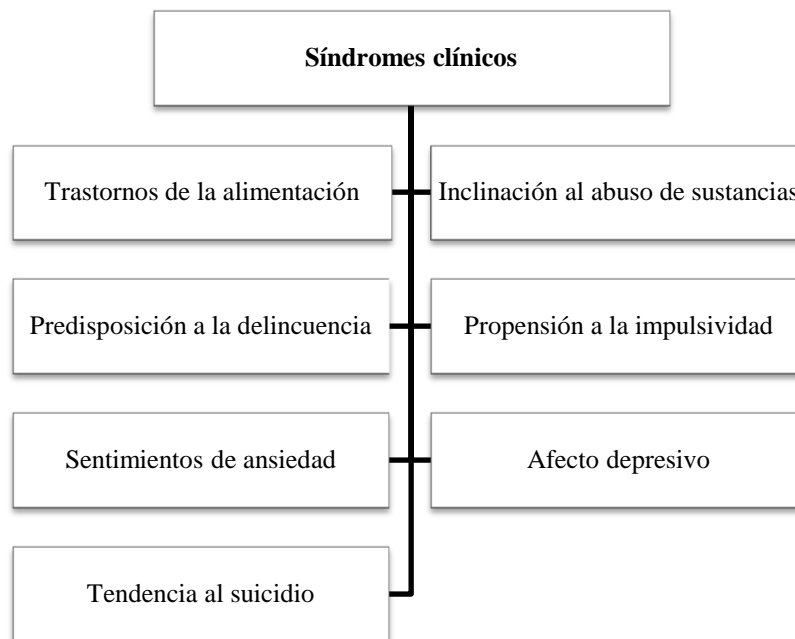 Síndromes clínicos
Trastornos de la alimentación
Inclinación al abuso de sustancias
Predisposición a la delincuencia
Propensión a la impulsividad
Sentimientos de ansiedad
Afecto depresivo
Tendencia al suicidio